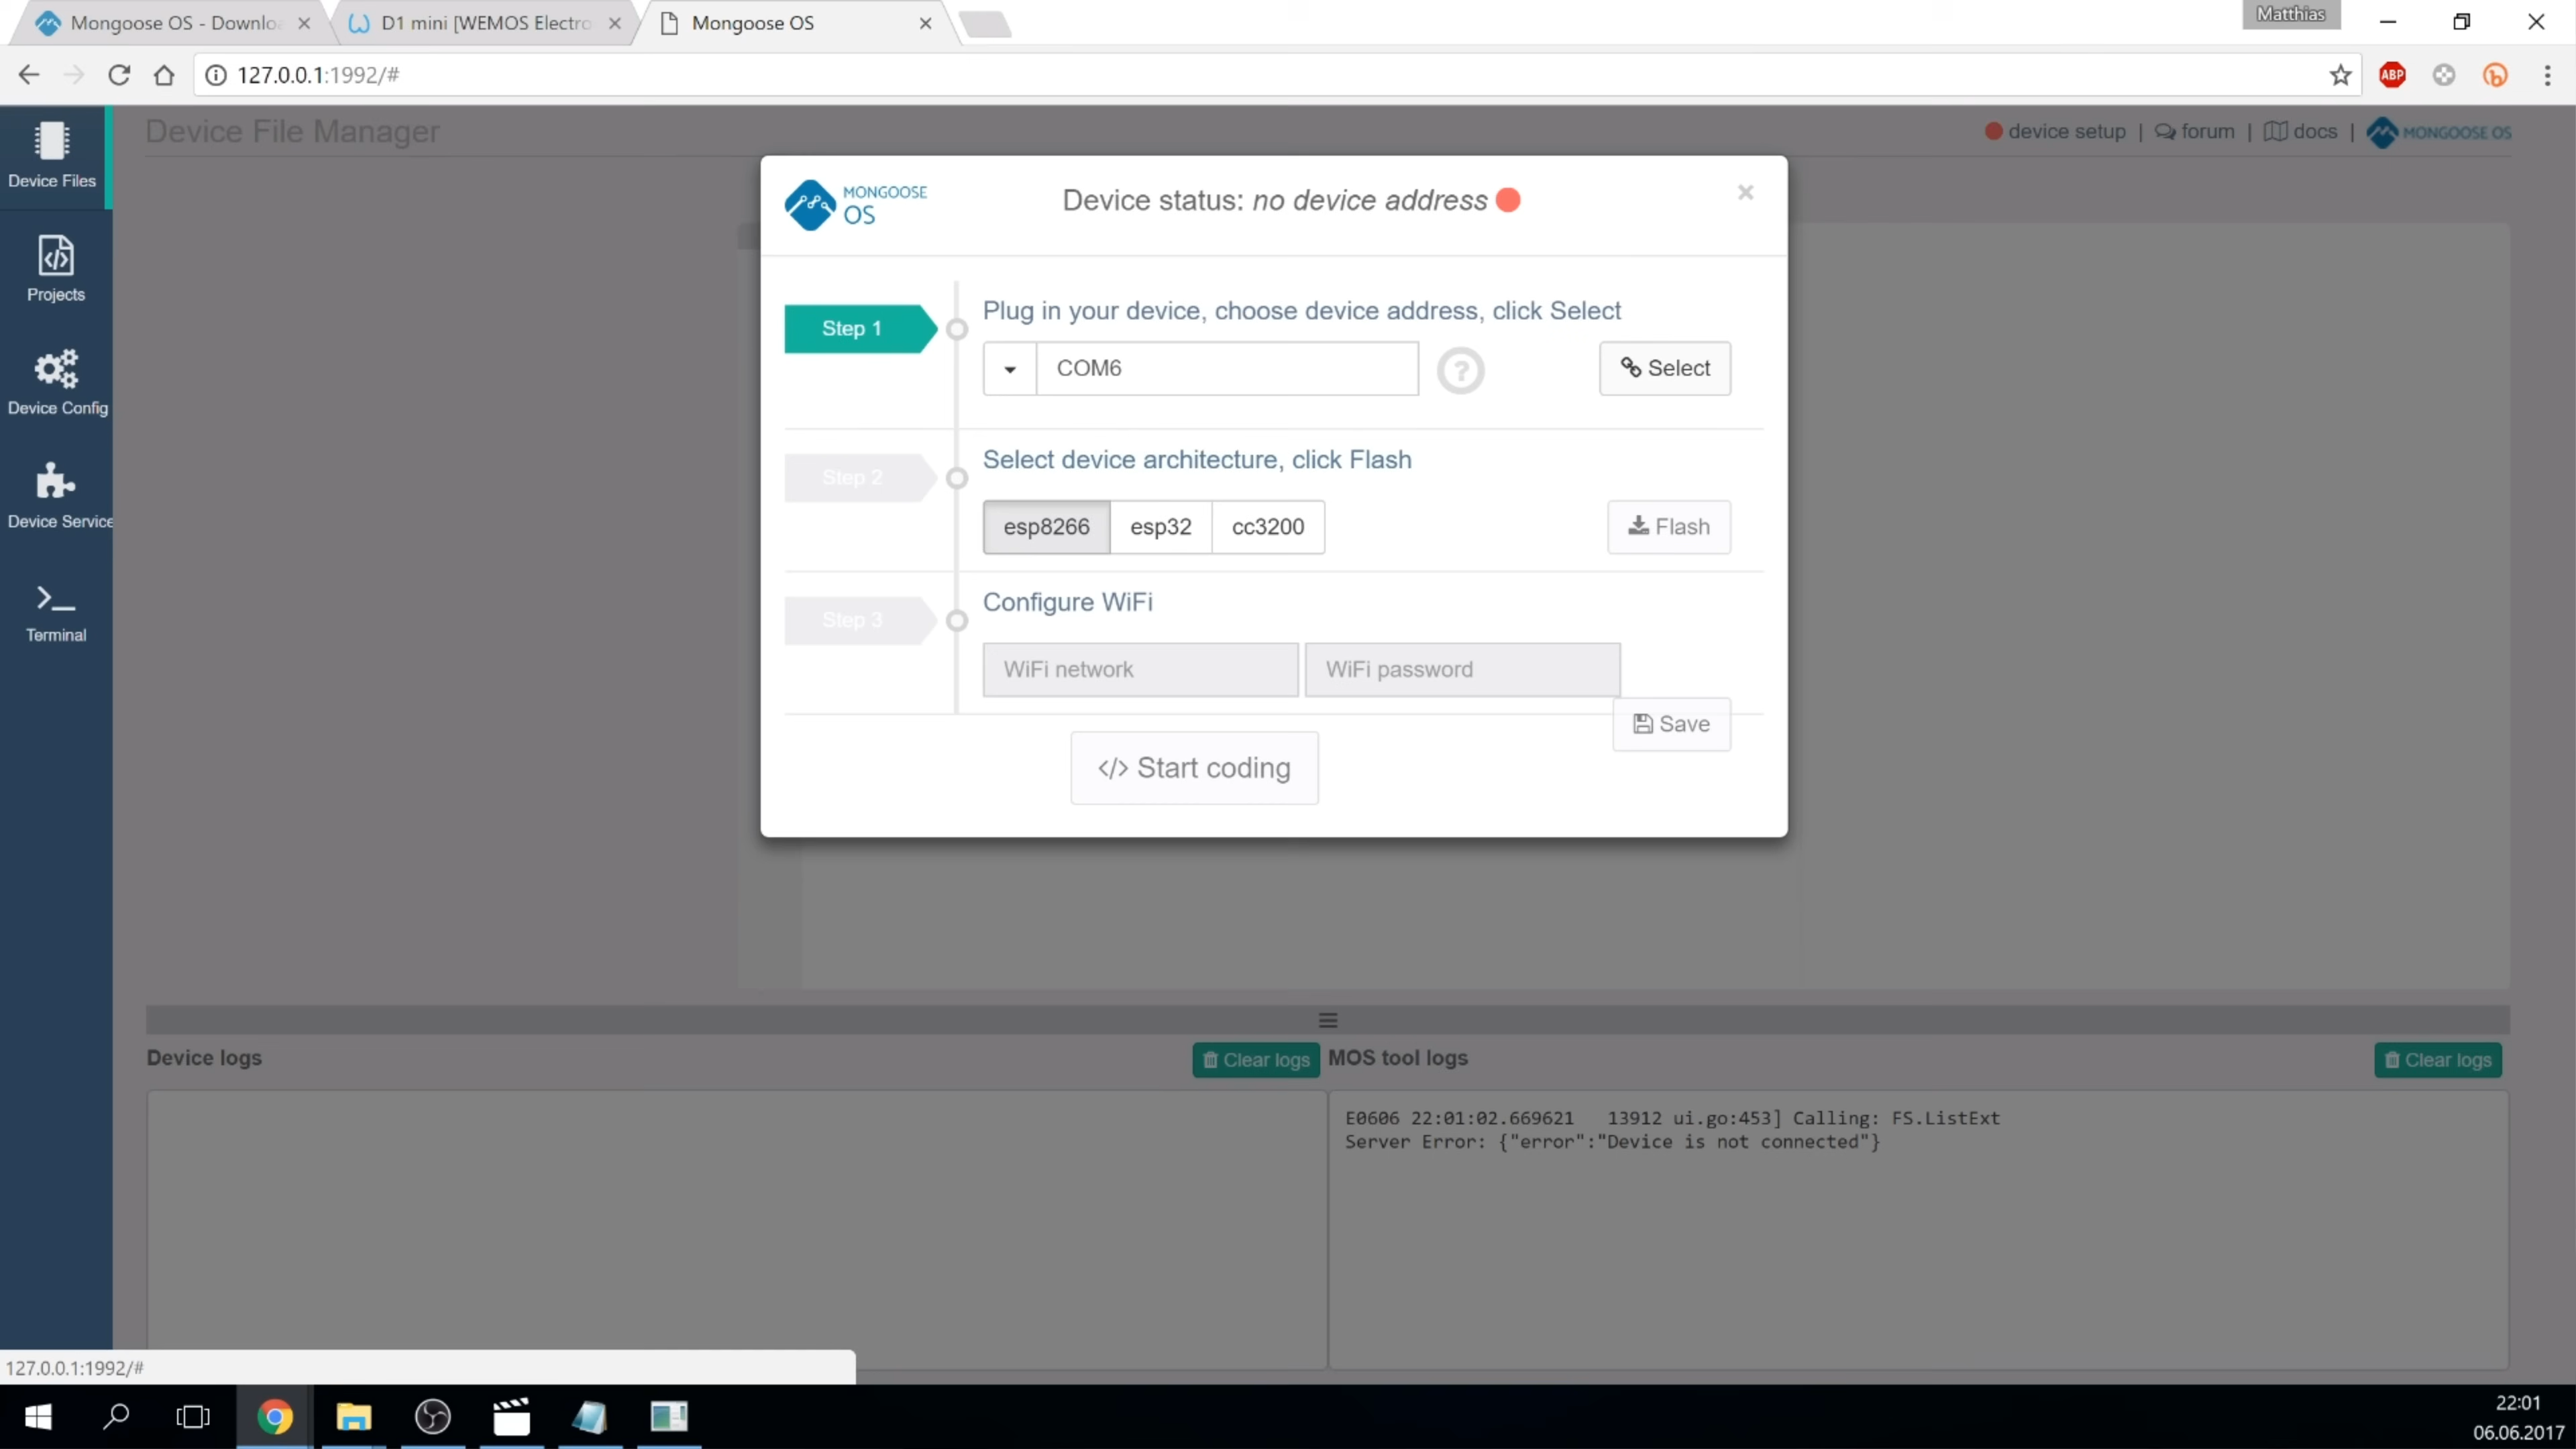 Mongoose OS - Downloa
D1 mini [WEMOS Electro
Mongoose OS
Matthias
127.0.0.1:1992/#
ABP
Device File Manager
device setup | forum | docs | MONGOOSE OS
Device Files
Projects
Device Config
Device Service
Terminal
MONGOOSE
OS
Device status: no device address
×
Step 1
Plug in your device, choose device address, click Select
COM6
?
Select
Step 2
Select device architecture, click Flash
esp8266
esp32
cc3200
Flash
Step 3
Configure WiFi
WiFi network
WiFi password
Save
</> Start coding
Device logs
Clear logs
MOS tool logs
Clear logs
E0606 22:01:02.669621   13912 ui.go:453] Calling: FS.ListExt
Server Error: {"error":"Device is not connected"}
127.0.0.1:1992/#
22:01
06.06.2017